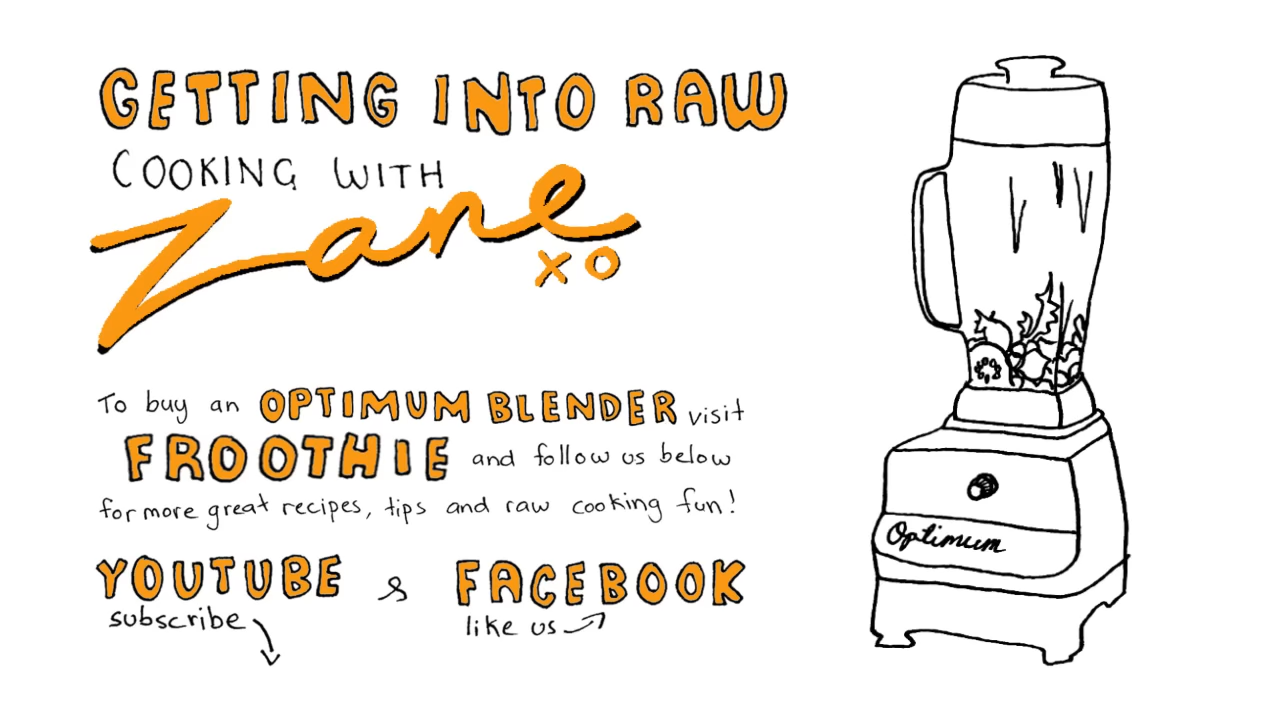 GETTING INTO RAW
COOKING WITH
Zane
XO
To buy an OPTIMUM BLENDER visit
FROOTHIE and follow us below
for more great recipes, tips and raw cooking fun!
YOUTUBE & FACEBOOK
subscribe like us
Optimum